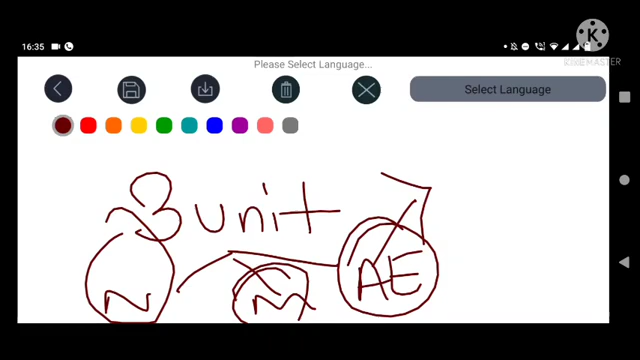 16:35
K
KINEMASTER
Please Select Language...
Select Language
3 unit
N
M
AE